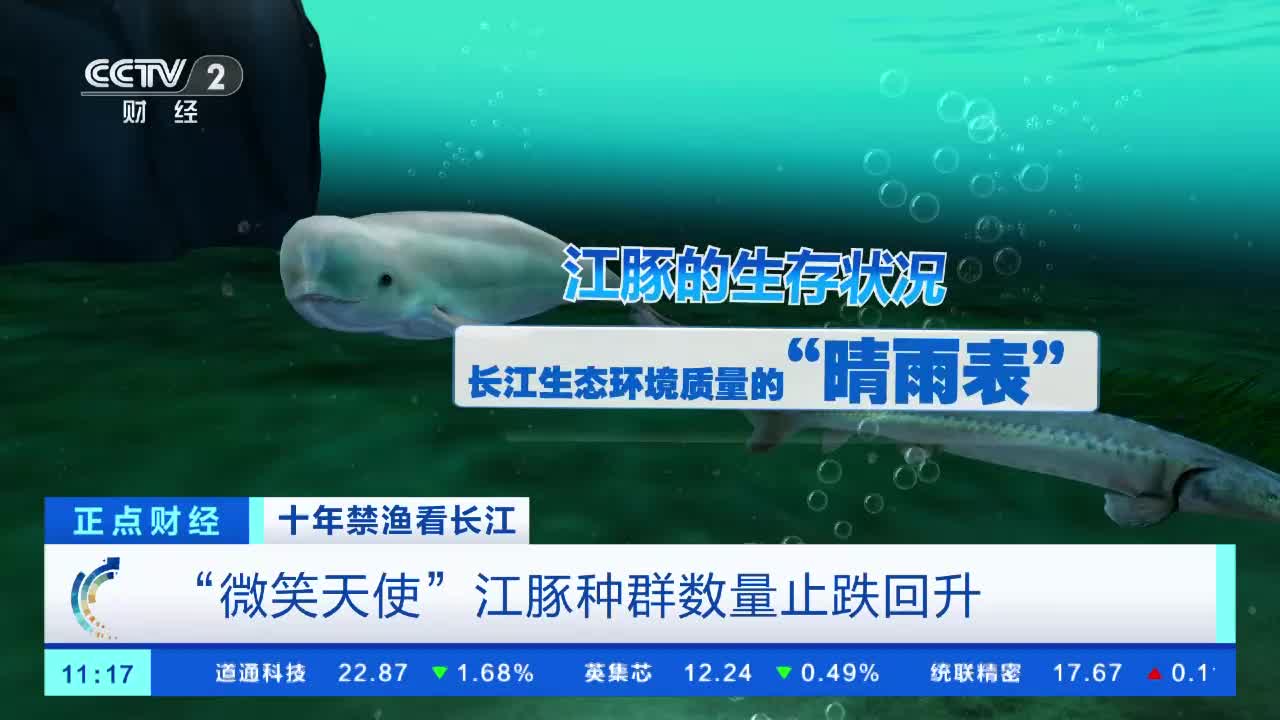 CCTV 2
财经
江豚的生存状况
长江生态环境质量的“晴雨表”
正点财经 十年禁渔看长江
“微笑天使”江豚种群数量止跌回升
11:17 道通科技 22.87 ▼1.68% 英集芯 12.24 ▼0.49% 统联精密 17.67 ▲0.1